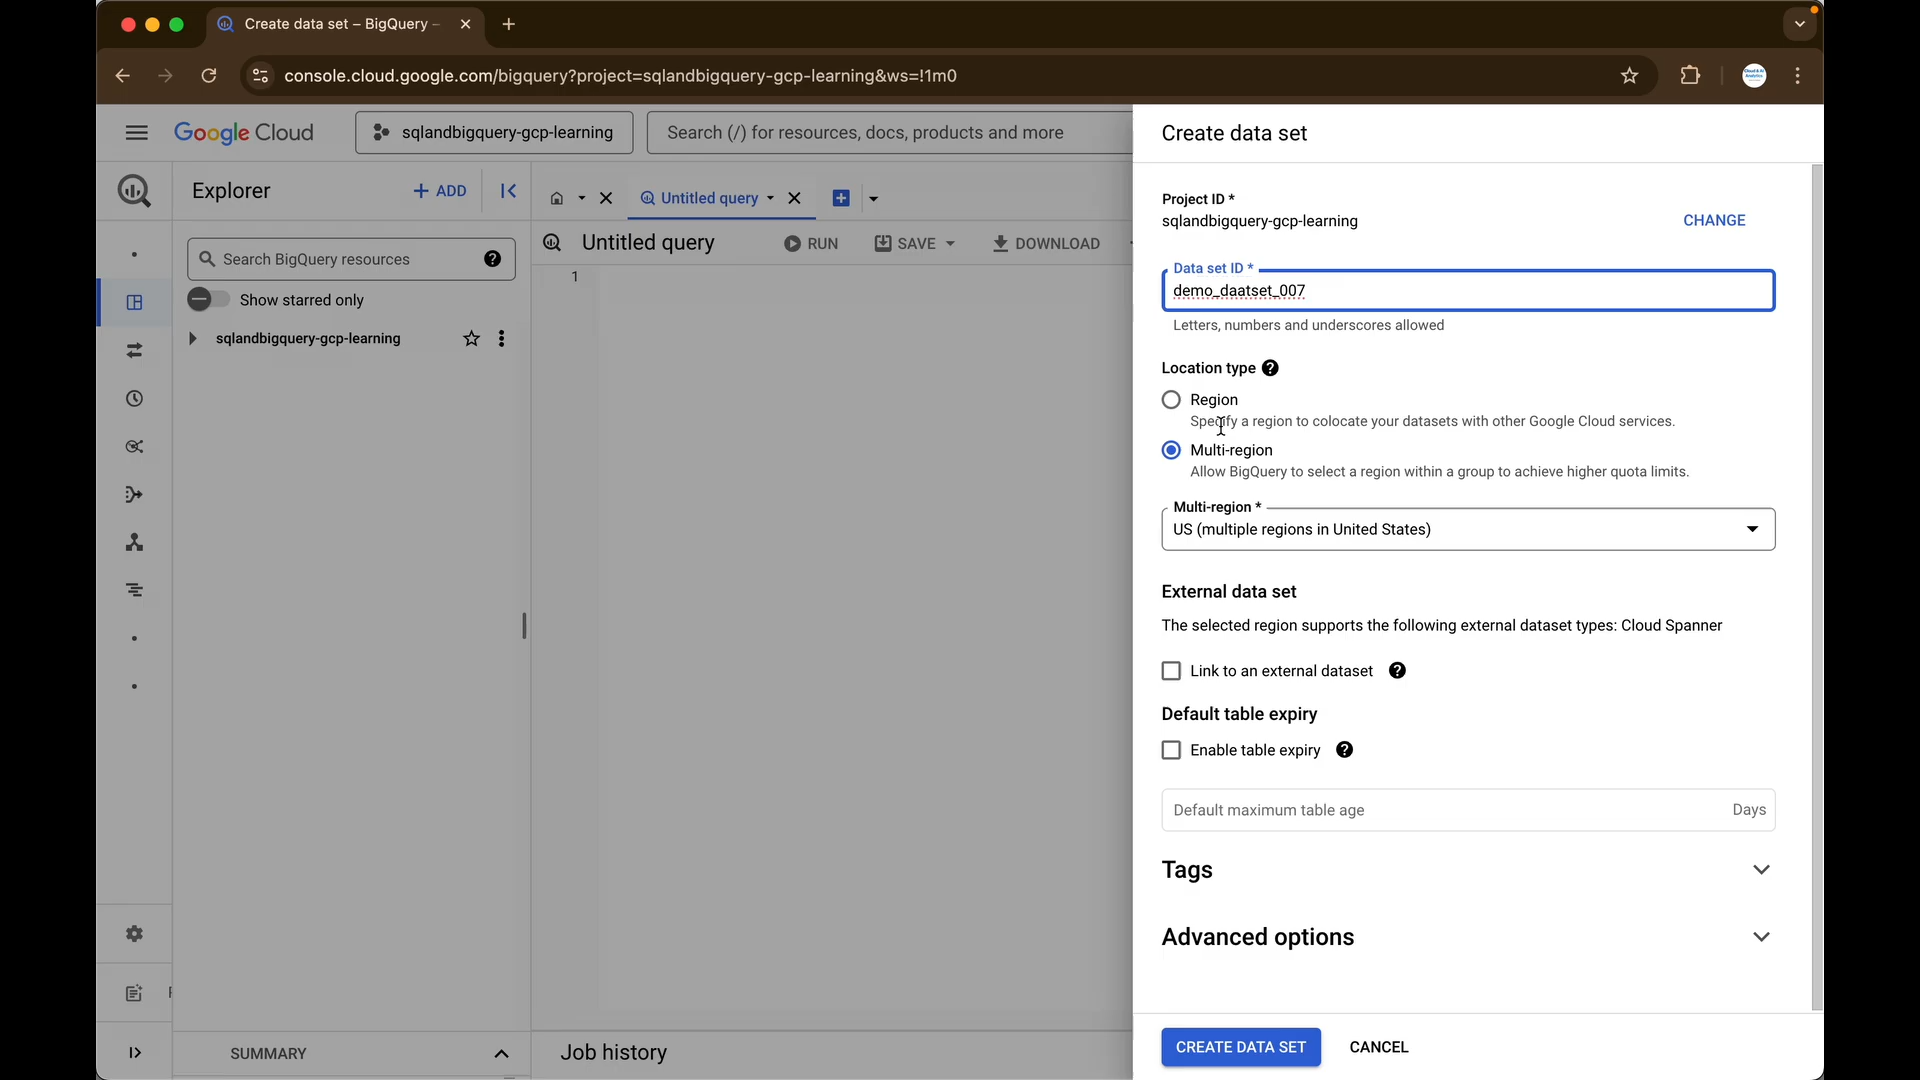 Create data set – BigQuery –
console.cloud.google.com/bigquery?project=sqlandbigquery-gcp-learning&ws=!1m0
Google Cloud
sqlandbigquery-gcp-learning
Search (/) for resources, docs, products and more
Explorer
ADD
Search BigQuery resources
Show starred only
sqlandbigquery-gcp-learning
SUMMARY
Untitled query
Untitled query
RUN
SAVE
DOWNLOAD
1
Job history
Create data set
Project ID *
sqlandbigquery-gcp-learning
CHANGE
Data set ID *
demo_daatset_007
Letters, numbers and underscores allowed
Location type
Region
Specify a region to colocate your datasets with other Google Cloud services.
Multi-region
Allow BigQuery to select a region within a group to achieve higher quota limits.
Multi-region *
US (multiple regions in United States)
External data set
The selected region supports the following external dataset types: Cloud Spanner
Link to an external dataset
Default table expiry
Enable table expiry
Default maximum table age
Days
Tags
Advanced options
CREATE DATA SET
CANCEL